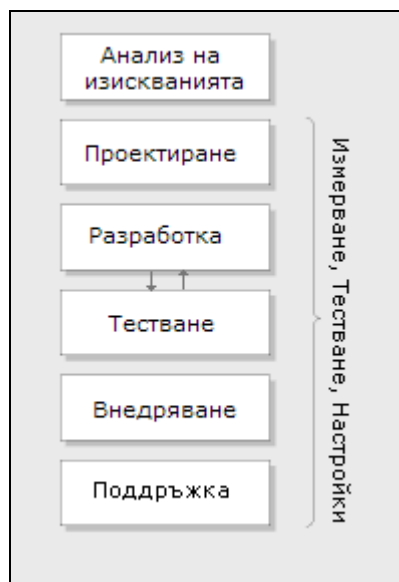 Анализ на
изискванията
Проектиране
Разработка
Тестване
Внедряване
Поддръжка
Измерване, Тестване, Настройки